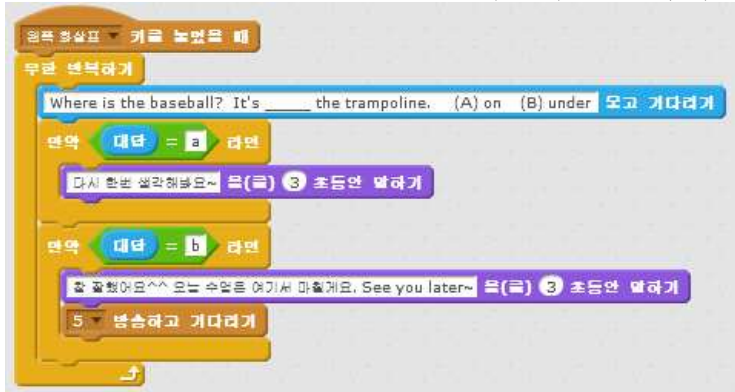 왼쪽 화살표 키를 눌렀을 때
무한 반복하기
Where is the baseball? It's _____ the trampoline. (A) on (B) under 묻고 기다리기
만약 대답 = a 라면
다시 한번 생각해봐요~ 을(를) 3 초동안 말하기
만약 대답 = b 라면
참 잘했어요^^ 오늘 수업은 여기서 마칠게요. See you later~ 을(를) 3 초동안 말하기
5 방송하고 기다리기